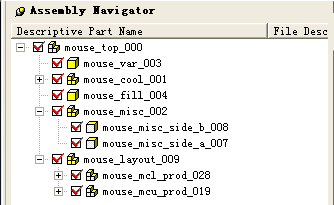 Assembly Navigator
Descriptive Part Name File Desc
mouse_top_000
mouse_var_003
mouse_cool_001
mouse_fill_004
mouse_misc_002
mouse_misc_side_b_008
mouse_misc_side_a_007
mouse_layout_009
mouse_mcl_prod_028
mouse_mcu_prod_019